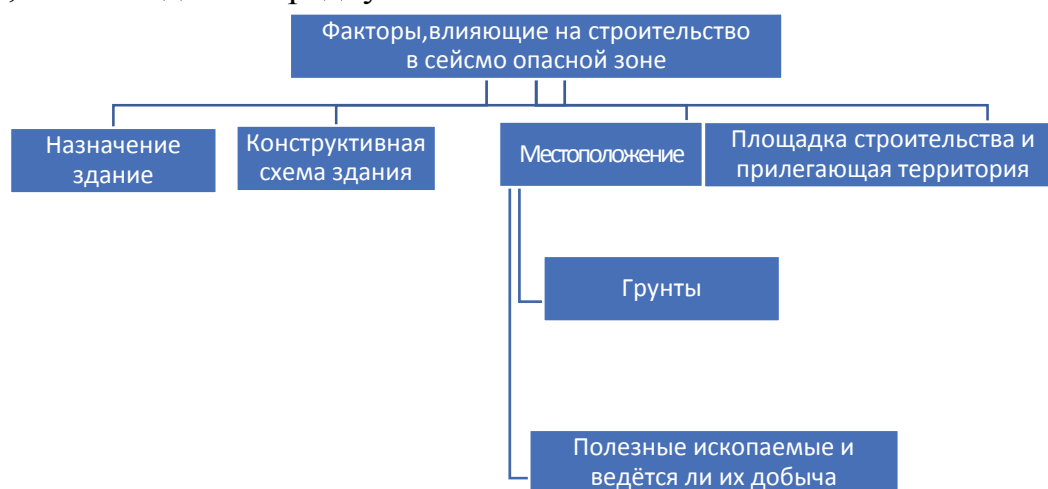 Факторы,влияющие на строительство
в сейсмо опасной зоне
Назначение
здание
Конструктивная
схема здания
Местоположение
Площадка строительства и
прилегающая территория
Грунты
Полезные ископаемые и
ведётся ли их добыча